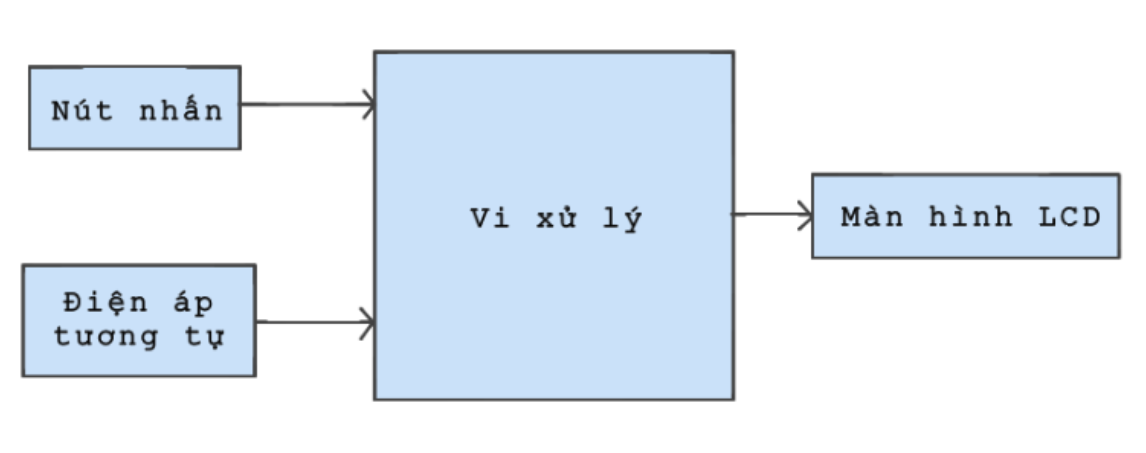 Nút nhấn
Vi xử lý
Màn hình LCD
Điện áp
tương tự